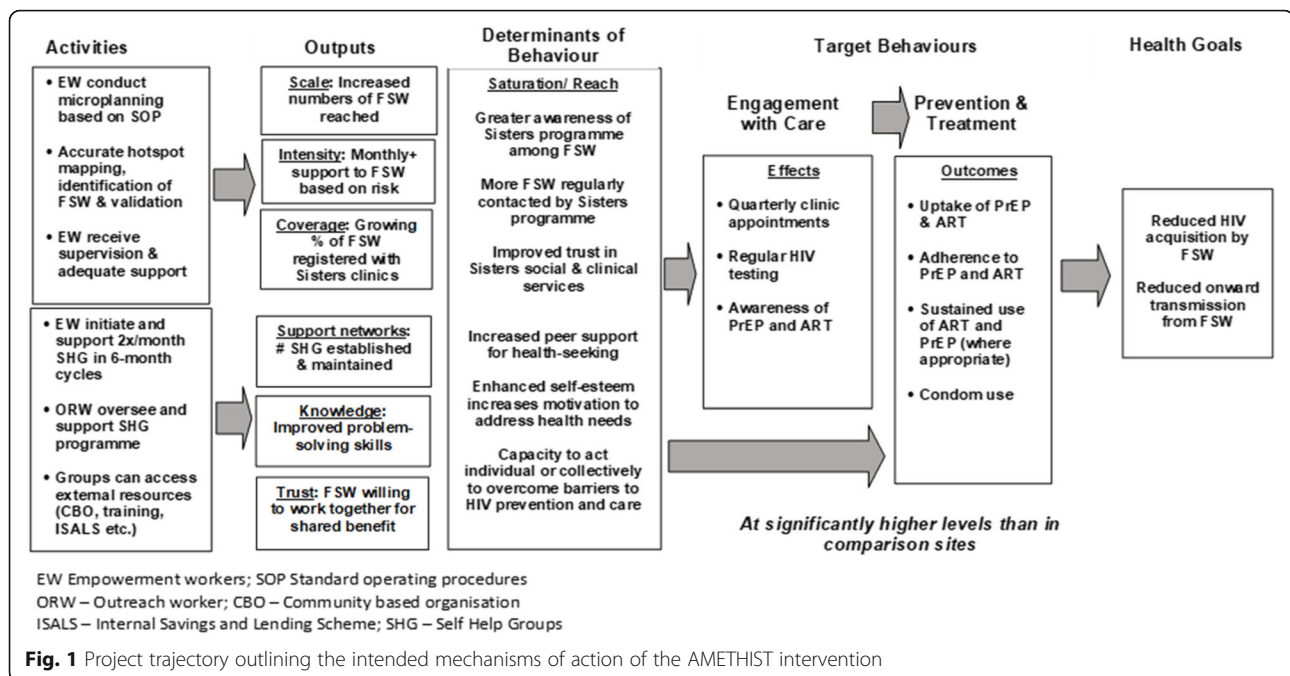 Activities
• EW conduct
microplanning
based on SOP
• Accurate hotspot
mapping,
identification of
FSW & validation
• EW receive
supervision &
adequate support
• EW initiate and
support 2x/month
SHG in 6-month
cycles
• ORW oversee and
support SHG
programme
• Groups can access
external resources
(CBO, training,
ISALS etc.)
Outputs
Scale: Increased
numbers of FSW
reached
Intensity: Monthly+
support to FSW
based on risk
Coverage: Growing
% of FSW
registered with
Sisters clinics
Support networks:
# SHG established
& maintained
Knowledge:
Improved problem-
solving skills
Trust: FSW willing
to work together for
shared benefit
Determinants of
Behaviour
Saturation/ Reach
Greater awareness of
Sisters programme
among FSW
More FSW regularly
contacted by Sisters
programme
Improved trust in
Sisters social & clinical
services
Increased peer support
for health-seeking
Enhanced self-esteem
increases motivation to
address health needs
Capacity to act
individual or collectively
to overcome barriers to
HIV prevention and care
Target Behaviours
Engagement
with Care
Effects
• Quarterly clinic
appointments
• Regular HIV
testing
• Awareness of
PrEP and ART
Prevention &
Treatment
Outcomes
• Uptake of PrEP
& ART
• Adherence to
PrEP and ART
• Sustained use
of ART and
PrEP (where
appropriate)
• Condom use
At significantly higher levels than in
comparison sites
Health Goals
Reduced HIV
acquisition by
FSW
Reduced onward
transmission
from FSW
EW Empowerment workers; SOP Standard operating procedures
ORW – Outreach worker; CBO – Community based organisation
ISALS – Internal Savings and Lending Scheme; SHG – Self Help Groups
Fig. 1 Project trajectory outlining the intended mechanisms of action of the AMETHIST intervention